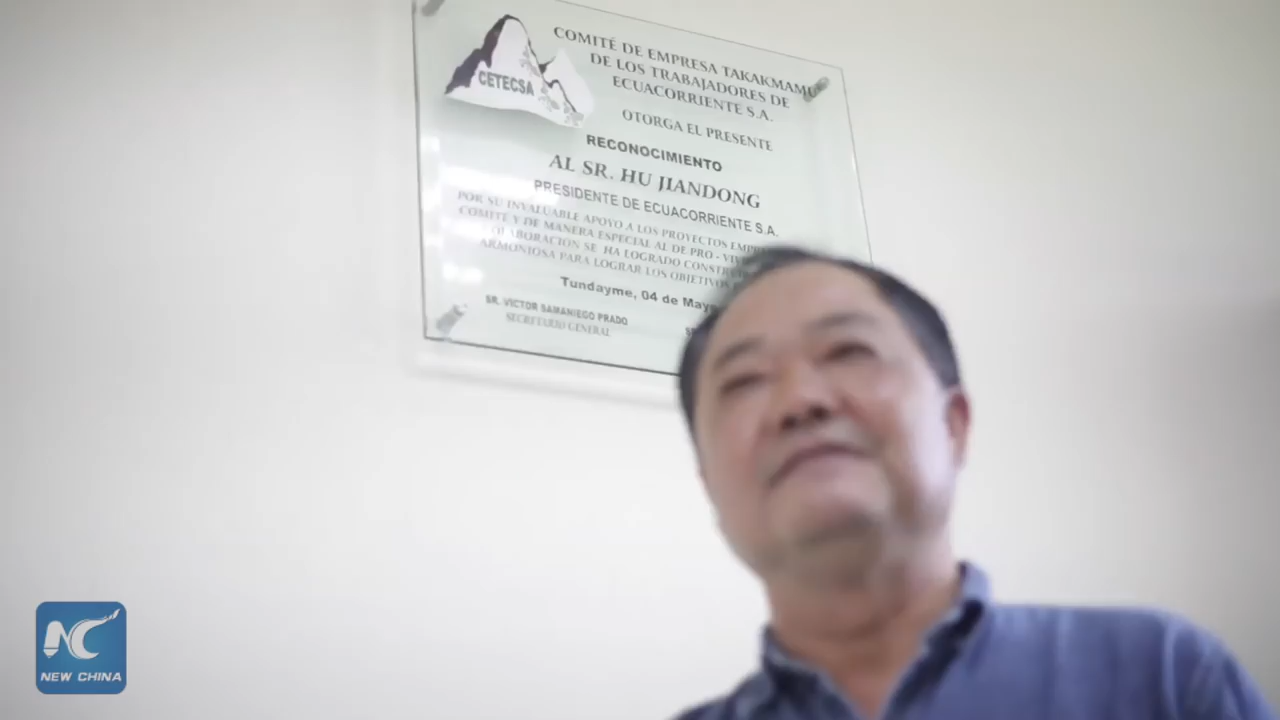 COMITÉ DE EMPRESA TAKAKMAMU
DE LOS TRABAJADORES DE
ECUACORRIENTE S.A.
CETECSA
OTORGA EL PRESENTE
RECONOCIMIENTO
AL SR. HU JIANDONG
PRESIDENTE DE ECUACORRIENTE S.A.
POR SU INVALUABLE APOYO A LOS PROYECTOS
COMITÉ Y DE MANERA ESPECIAL AL DE PRO - 
SE HA LOGRADO
ARMONIOSA PARA LOGRAR LOS OBJETIVOS
Tundayme, 04 de Mayo
SR. VICTOR SAMANIEGO PRADO
SECRETARIO GENERAL
NC
NEW CHINA